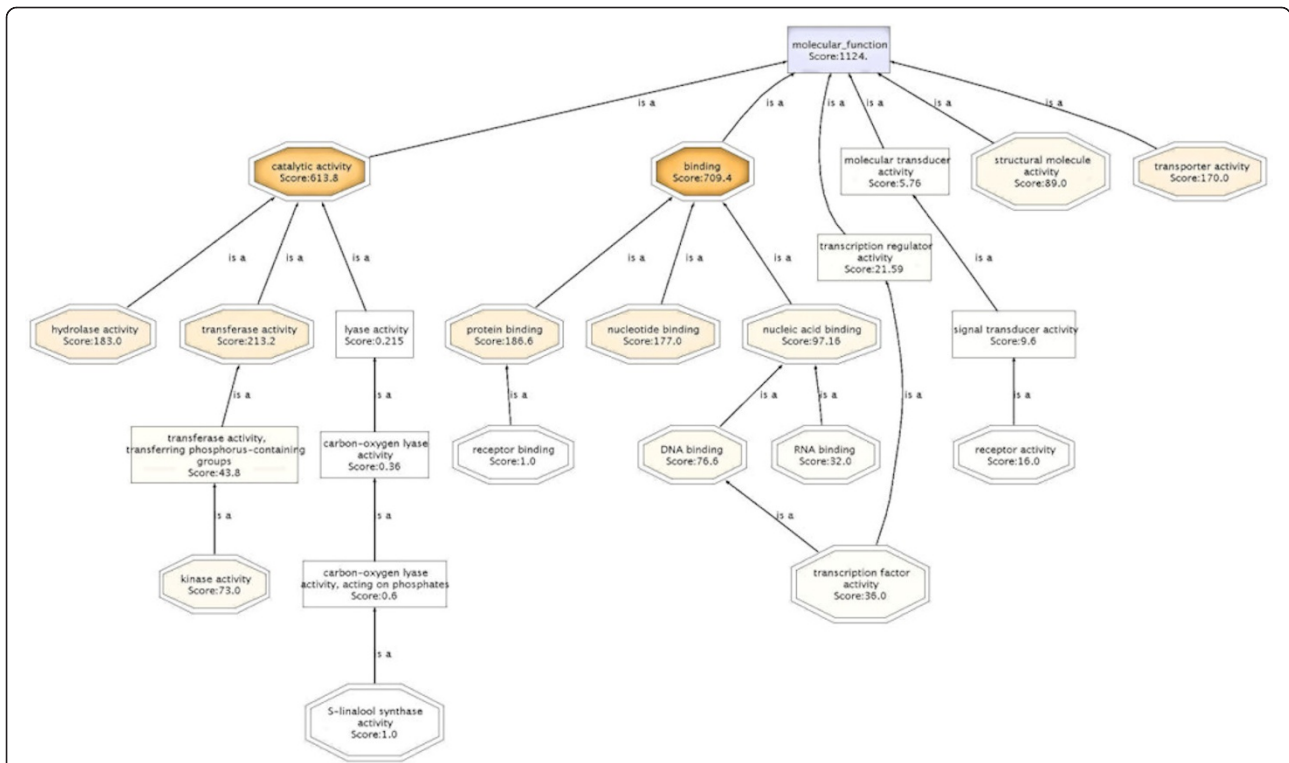 molecular_function
Score:1124.
is a
is a
is a
is a
is a
is a
catalytic activity
Score:613.8
binding
Score:709.4
molecular transducer
activity
Score:5.76
structural molecule
activity
Score:89.0
transporter activity
Score:170.0
transcription regulator
activity
Score:21.59
is a
is a
is a
is a
is a
is a
is a
hydrolase activity
Score:183.0
transferase activity
Score:213.2
lyase activity
Score:0.215
protein binding
Score:186.6
nucleotide binding
Score:177.0
nucleic acid binding
Score:97.16
signal transducer activity
Score:9.6
is a
is a
is a
is a
is a
is a
is a
transferase activity,
transferring phosphorus-containing
groups
Score:43.8
carbon-oxygen lyase
activity
Score:0.36
receptor binding
Score:1.0
DNA binding
Score:76.6
RNA binding
Score:32.0
receptor activity
Score:16.0
is a
is a
is a
kinase activity
Score:73.0
carbon-oxygen lyase
activity, acting on phosphates
Score:0.6
transcription factor
activity
Score:36.0
is a
S-linalool synthase
activity
Score:1.0